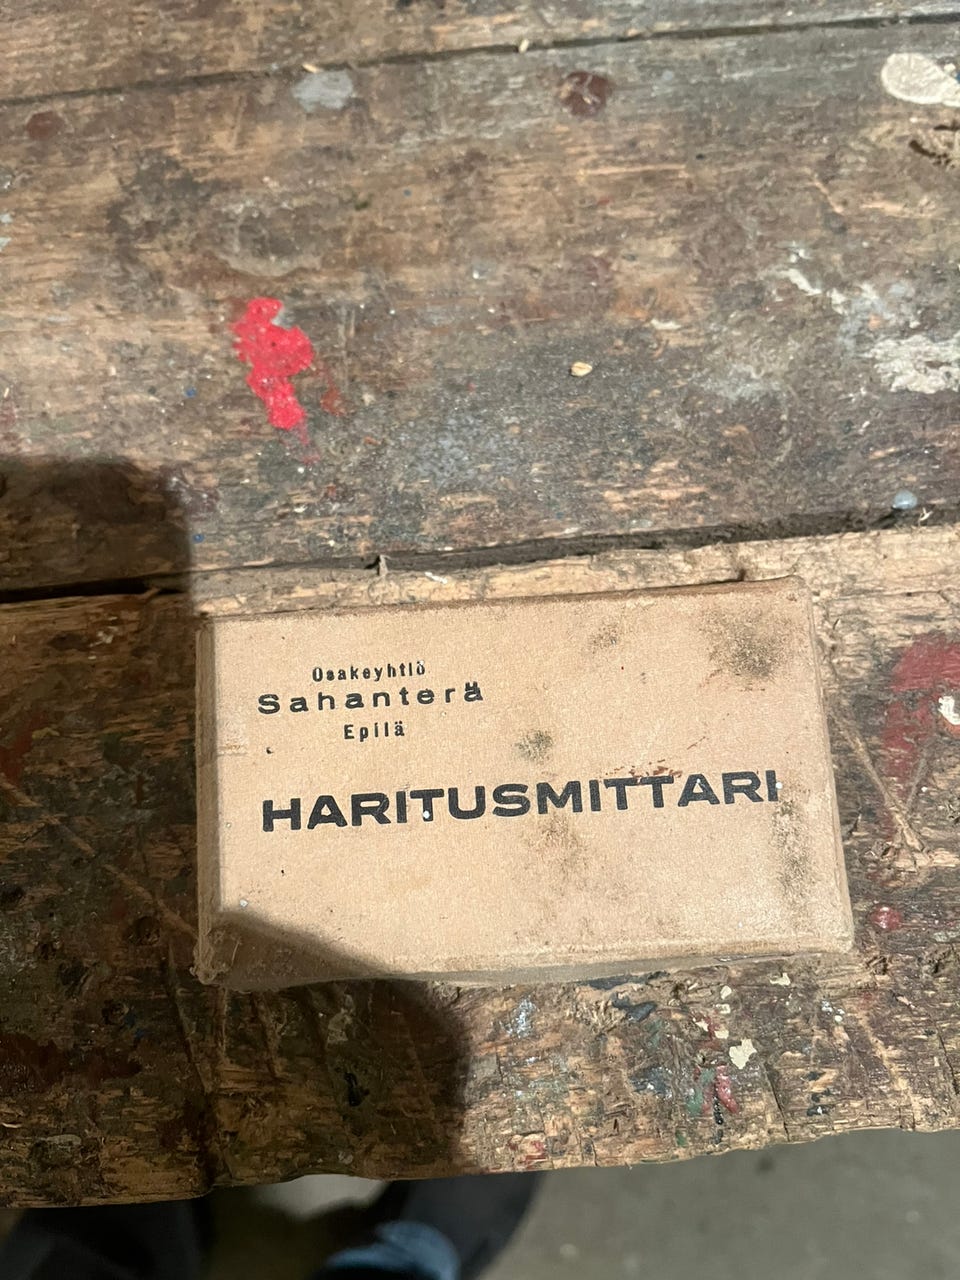 Osakeyhtiö
Sahanterä
Epilä
HARITUSMITTARI